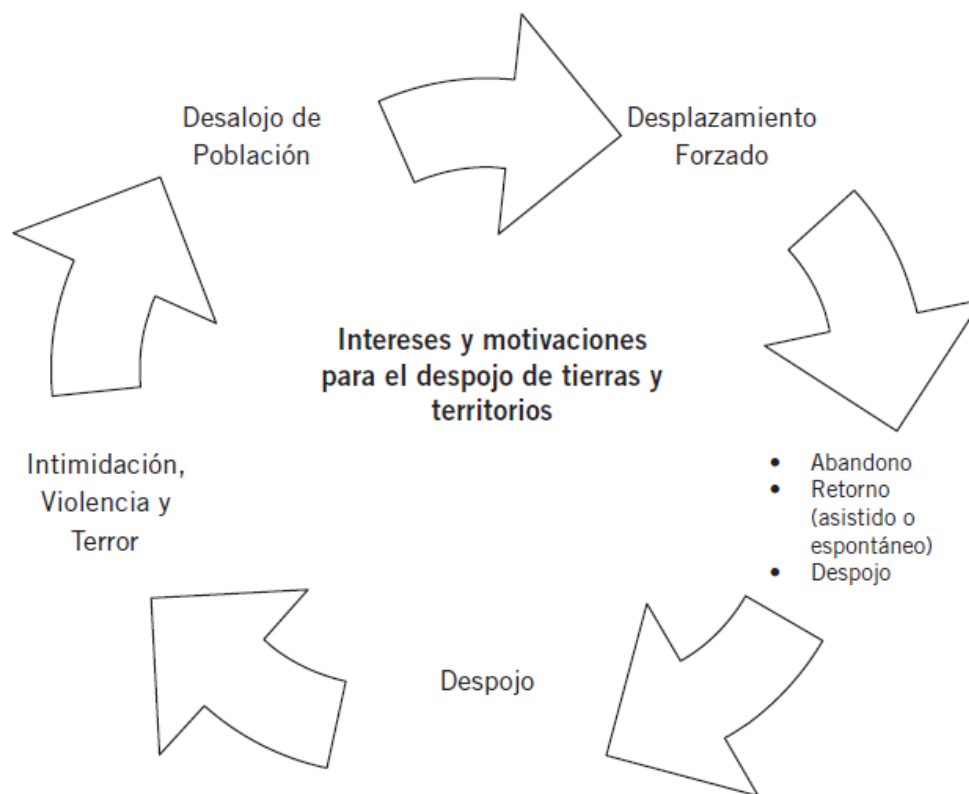 Desalojo de
Población
Desplazamiento
Forzado
Intereses y motivaciones
para el despojo de tierras y
territorios
Intimidación,
Violencia y
Terror
• Abandono
• Retorno
(asistido o
espontáneo)
• Despojo
Despojo